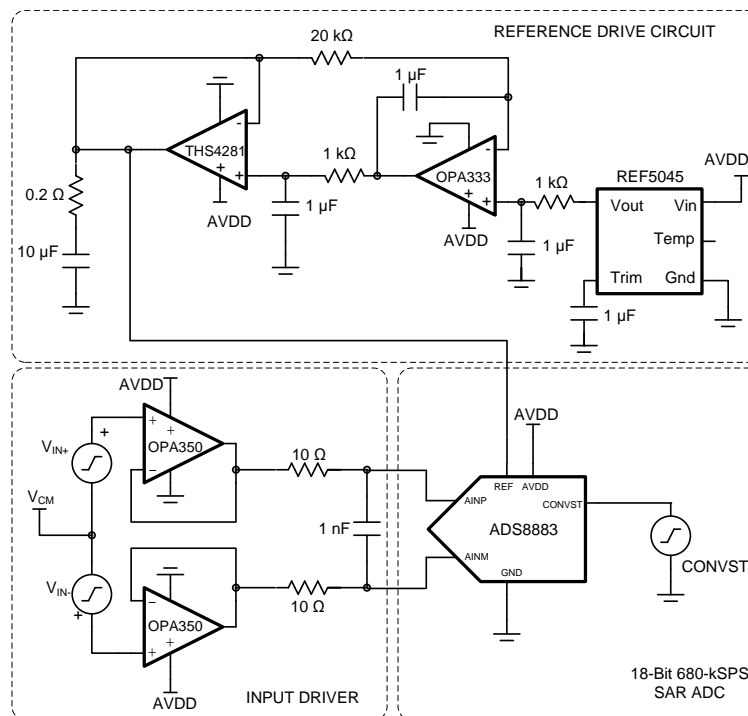 REFERENCE DRIVE CIRCUIT
20 kΩ
1 µF
-
THS4281
+
+
AVDD
1 kΩ
1 µF
-
OPA333
+
+
AVDD
1 kΩ
1 µF
REF5045
AVDD
Vout
Vin
Temp
Trim
Gnd
1 µF
0.2 Ω
10 µF
AVDD
+
VIN+
+
+
OPA350
−
10 Ω
VCM
1 nF
VIN-
+
−
OPA350
+
+
10 Ω
AVDD
INPUT DRIVER
AVDD
REF
AVDD
CONVST
AINP
ADS8883
AINM
GND
CONVST
18-Bit 680-kSPS
SAR ADC